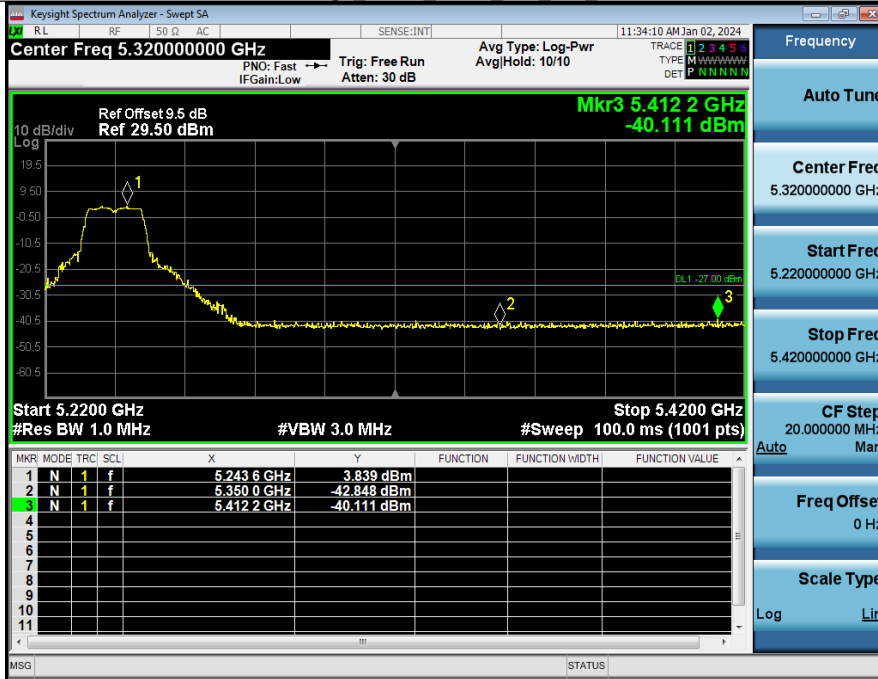 Keysight Spectrum Analyzer - Swept SA
LXI RL RF 50 Ω AC SENSE:INT 11:34:10 AM Jan 02, 2024
Center Freq 5.320000000 GHz
PNO: Fast
IFGain:Low
Trig: Free Run
Atten: 30 dB
Avg Type: Log-Pwr
Avg|Hold: 10/10
TRACE 1 2 3 4 5 6
TYPE M W W W W W
DET P N N N N N
Ref Offset 9.5 dB
10 dB/div Ref 29.50 dBm
Log
Mkr3 5.412 2 GHz
-40.111 dBm
19.5
9.50
-0.50
-10.5
-20.5
-30.5
-40.5
-50.5
-60.5
1
2
3
DL1 -27.00 dBm
Start 5.2200 GHz Stop 5.4200 GHz
#Res BW 1.0 MHz #VBW 3.0 MHz #Sweep 100.0 ms (1001 pts)
MKR MODE TRC SCL X Y FUNCTION FUNCTION WIDTH FUNCTION VALUE
1 N 1 f 5.243 6 GHz 3.839 dBm
2 N 1 f 5.350 0 GHz -42.848 dBm
3 N 1 f 5.412 2 GHz -40.111 dBm
4
5
6
7
8
9
10
11
MSG STATUS
Frequency
Auto Tune
Center Freq
5.320000000 GHz
Start Freq
5.220000000 GHz
Stop Freq
5.420000000 GHz
CF Step
20.000000 MHz
Auto Man
Freq Offset
0 Hz
Scale Type
Log Lin